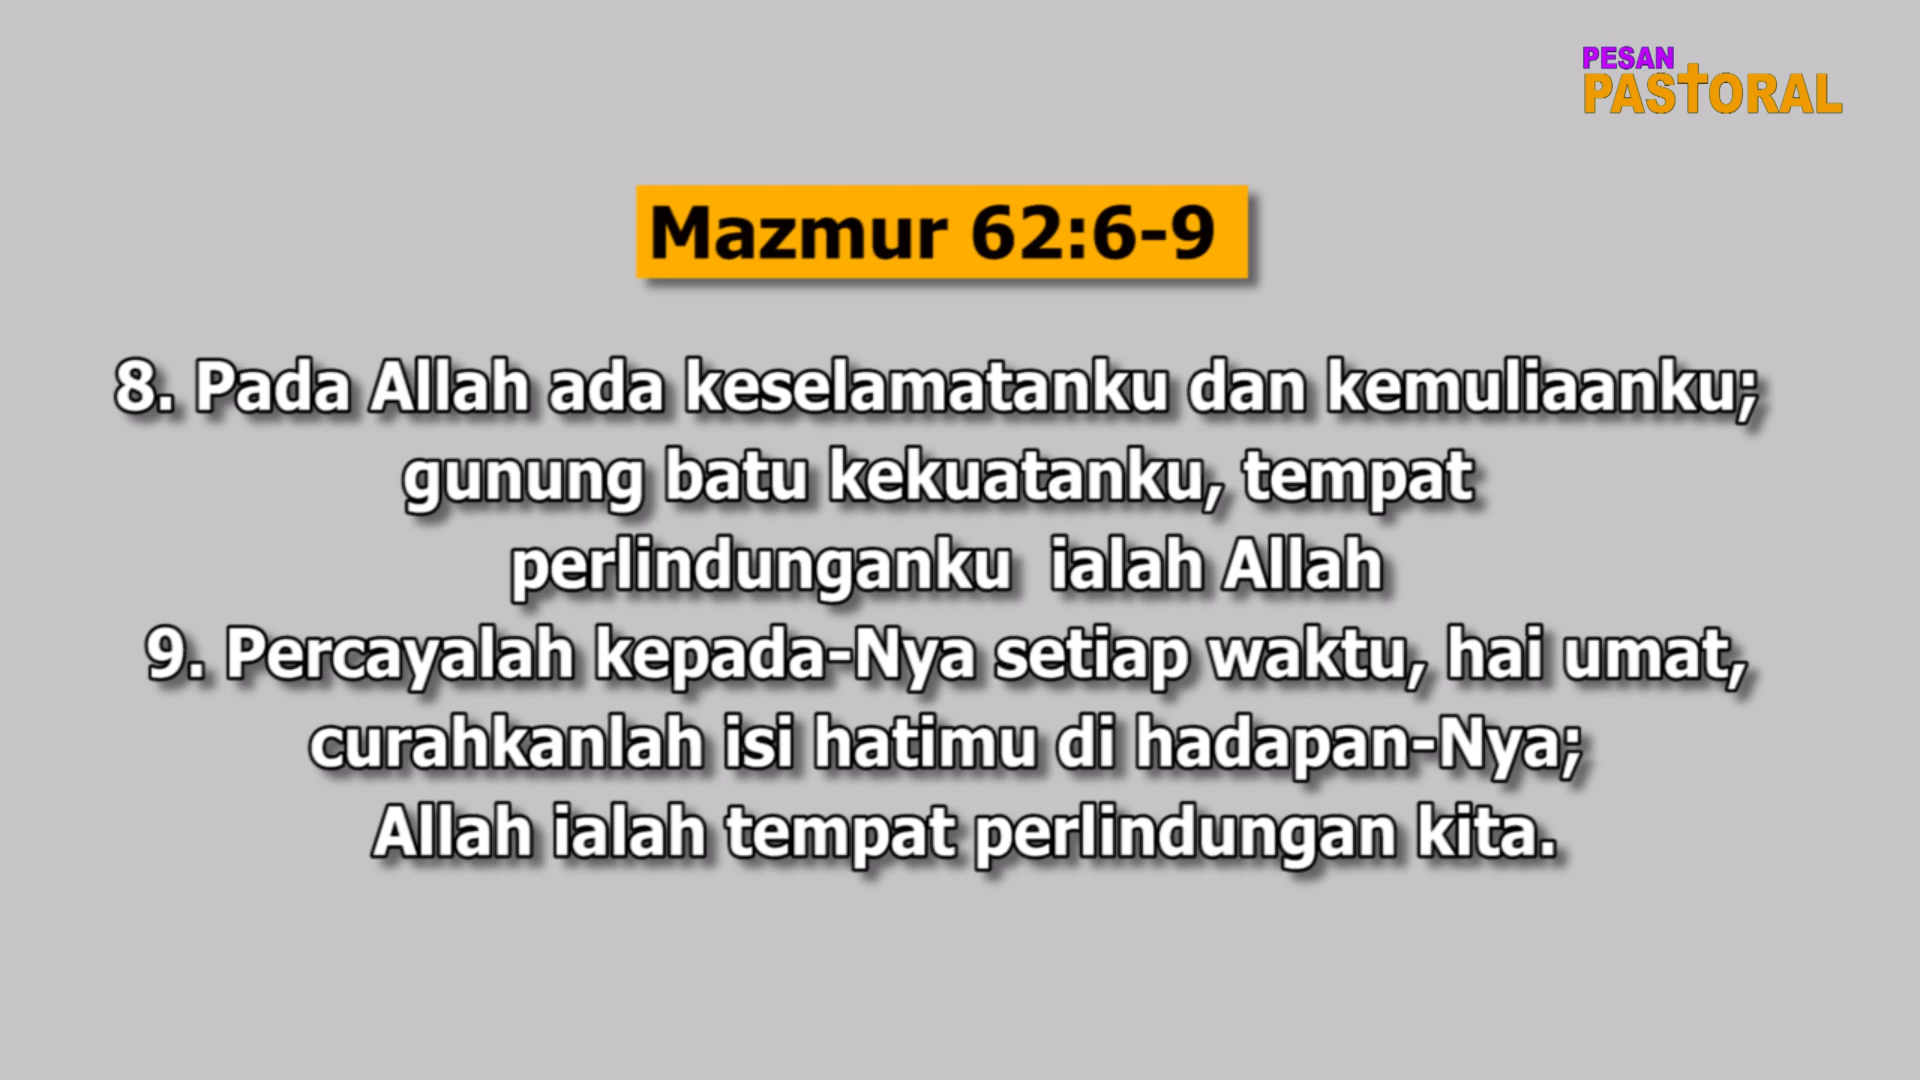 PESAN
PASTORAL
Mazmur 62:6-9
8. Pada Allah ada keselamatanku dan kemuliaanku;
gunung batu kekuatanku, tempat
perlindunganku ialah Allah
9. Percayalah kepada-Nya setiap waktu, hai umat,
curahkanlah isi hatimu di hadapan-Nya;
Allah ialah tempat perlindungan kita.